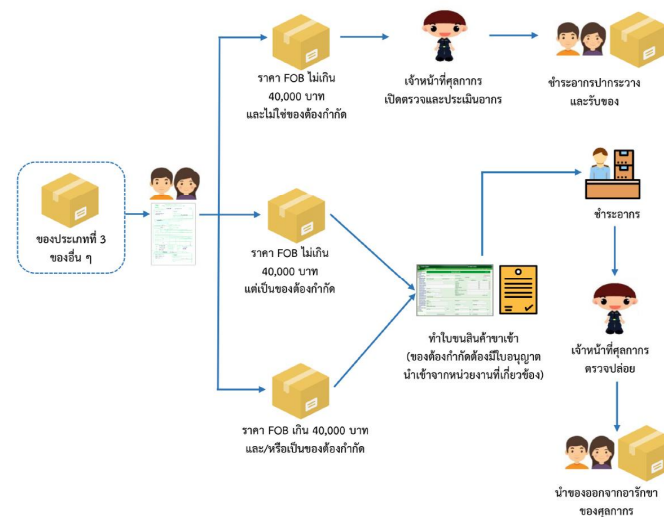 ราคา FOB ไม่เกิน
40,000 บาท
และไม่ใช่ของต้องกำกัด
เจ้าหน้าที่ศุลกากร
เปิดตรวจและประเมินอากร
ชำระอากรปากระวาง
และรับของ
ของประเภทที่ 3
ของอื่น ๆ
ราคา FOB ไม่เกิน
40,000 บาท
แต่เป็นของต้องกำกัด
ชำระอากร
ทำใบขนสินค้าขาเข้า
(ของต้องกำกัดต้องมีใบอนุญาต
นำเข้าจากหน่วยงานที่เกี่ยวข้อง)
เจ้าหน้าที่ศุลกากร
ตรวจปล่อย
ราคา FOB เกิน 40,000 บาท
และ/หรือเป็นของต้องกำกัด
นำของออกจากอารักขา
ของศุลกากร